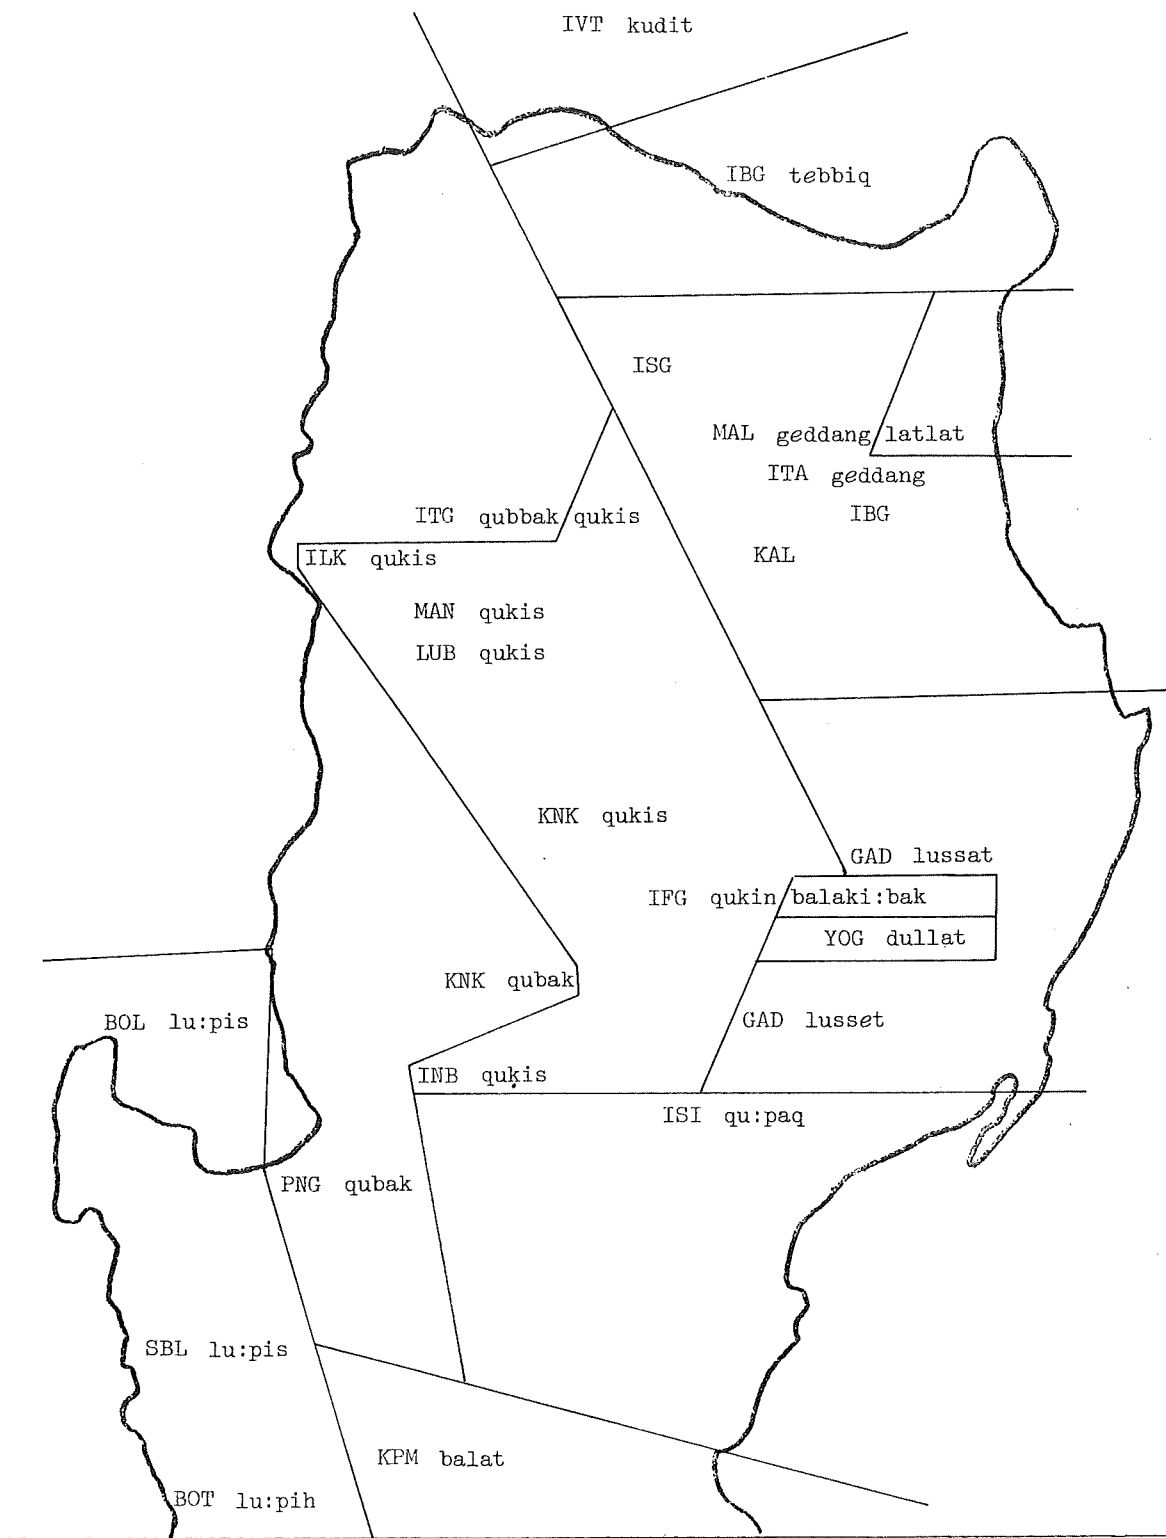 IVT kudit
IBG tebbiq
ISG
MAL geddang/latlat
ITA geddang
IBG
ITG qubbak/qukis
KAL
ILK qukis
MAN qukis
LUB qukis
KNK qukis
GAD lussat
IFG qukin/balaki:bak
YOG dullat
KNK qubak
BOL lu:pis
GAD lusset
INB qukis
ISI qu:paq
PNG qubak
SBL lu:pis
KPM balat
BOT lu:pih